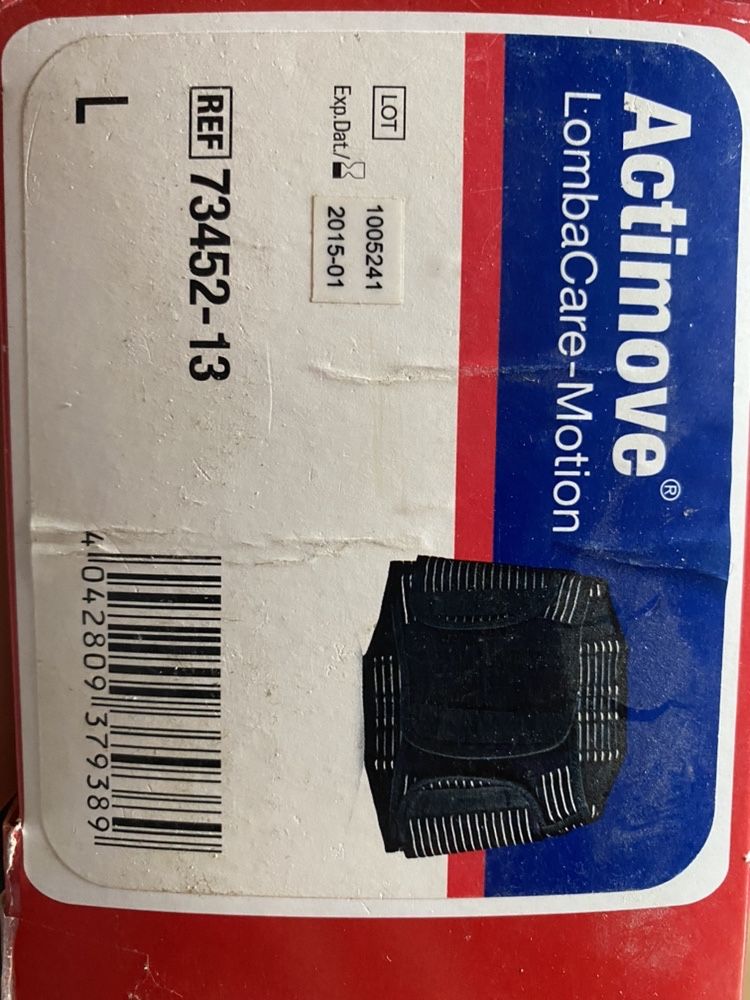 Actimove®
LombaCare-Motion
LOT 1005241
Exp.Dat./ 2015-01
REF 73452-13
L
4 042809 379389